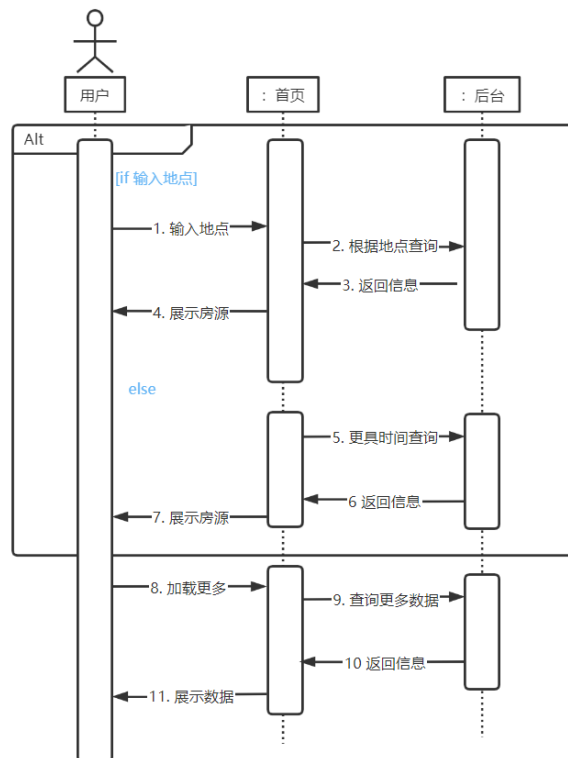 用户
: 首页
: 后台
Alt
[if 输入地点]
1. 输入地点
2. 根据地点查询
3. 返回信息
4. 展示房源
else
5. 更具时间查询
6 返回信息
7. 展示房源
8. 加载更多
9. 查询更多数据
10 返回信息
11. 展示数据